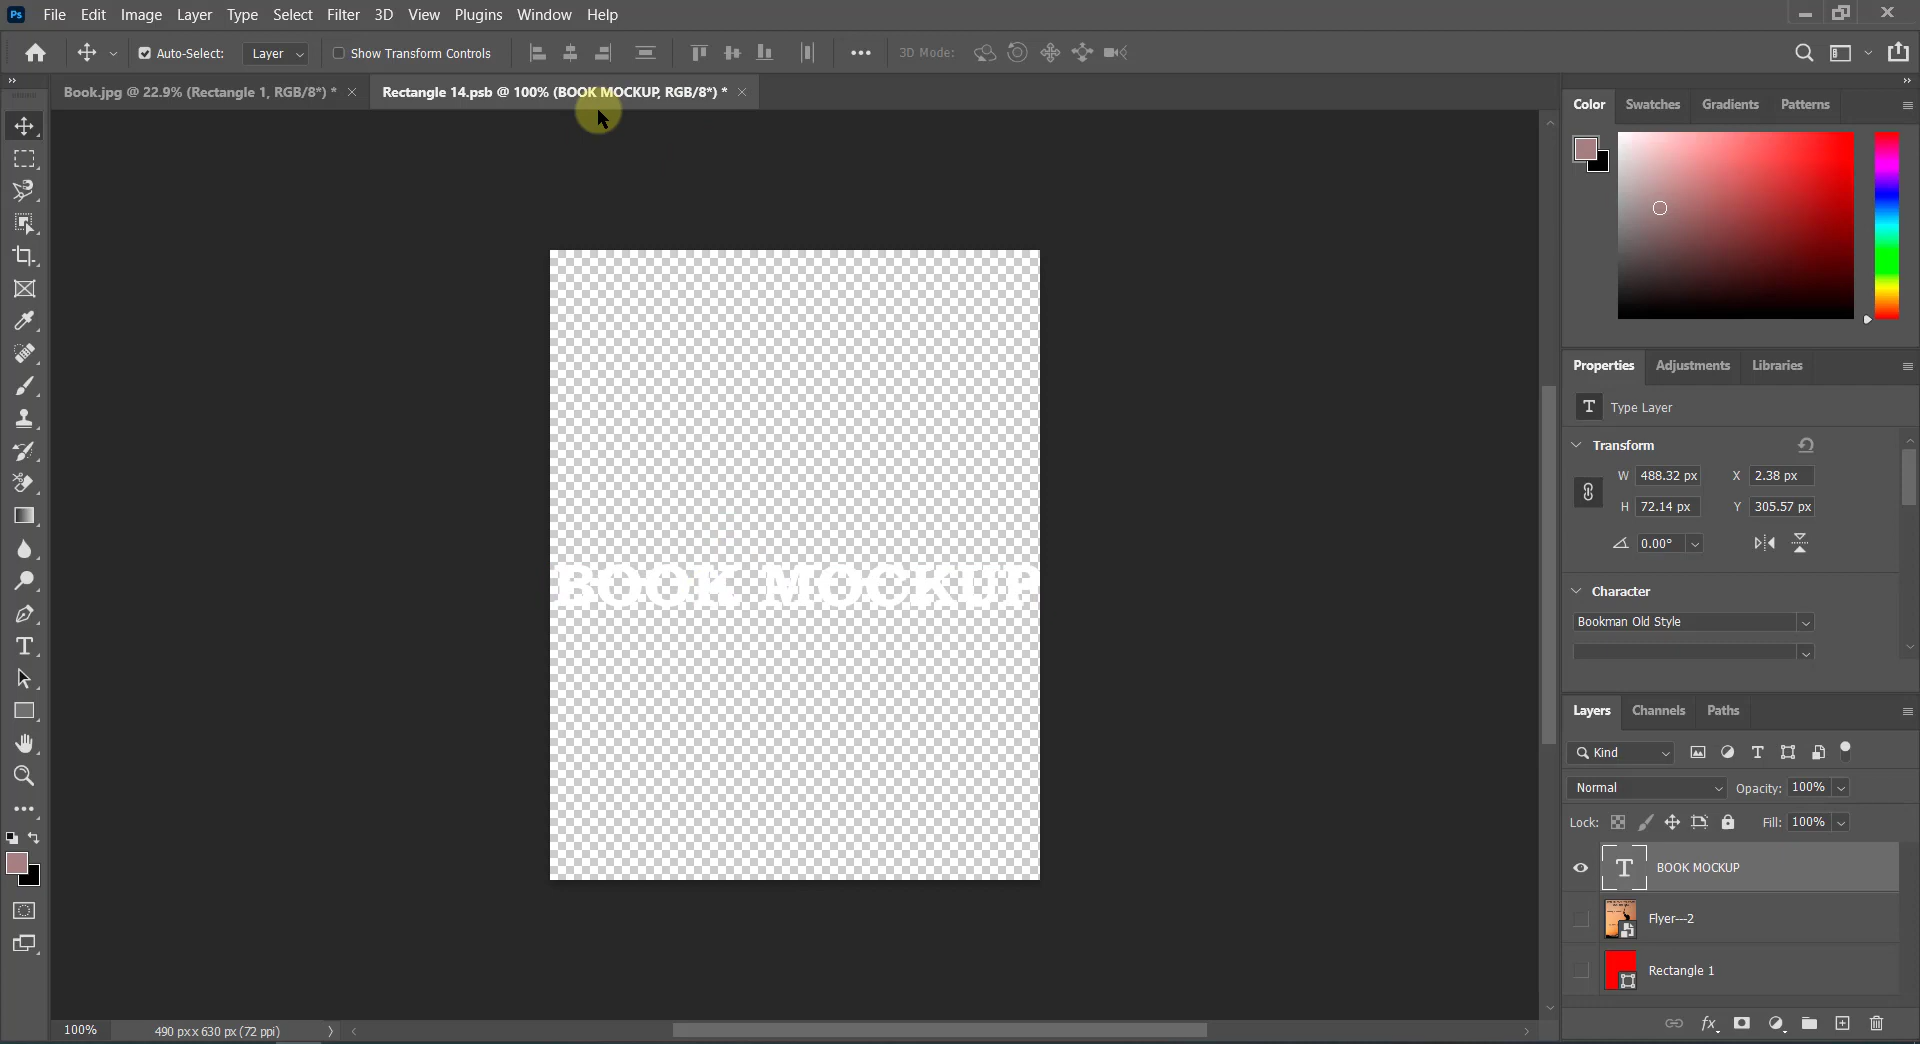 Ps File Edit Image Layer Type Select Filter 3D View Plugins Window Help
Auto-Select: Layer Show Transform Controls 3D Mode:
Book.jpg @ 22.9% (Rectangle 1, RGB/8*) * Rectangle 14.psb @ 100% (BOOK MOCKUP, RGB/8*) *
Color Swatches Gradients Patterns
Properties Adjustments Libraries
T Type Layer
Transform
W 488.32 px X 2.38 px
H 72.14 px Y 305.57 px
0.00°
Character
Bookman Old Style
BOOK MOCKUP
Layers Channels Paths
Kind
Normal Opacity: 100%
Lock: Fill: 100%
T BOOK MOCKUP
Flyer---2
Rectangle 1
100% 490 px x 630 px (72 ppi)
fx